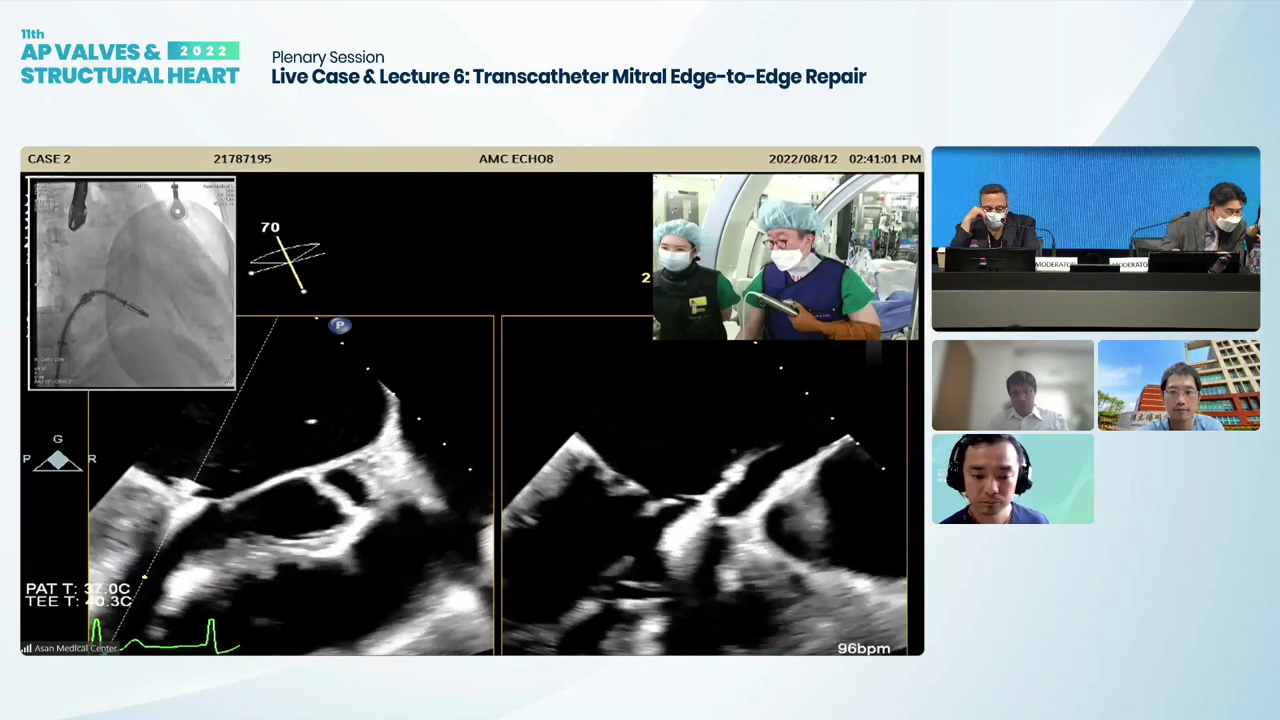 11th
AP VALVES & 2022
STRUCTURAL HEART
Plenary Session
Live Case & Lecture 6: Transcatheter Mitral Edge-to-Edge Repair
CASE 2 21787195 AMC ECHO8 2022/08/12 02:41:01 PM
70
2
P
G
P R
PAT T: 37.0C
TEE T: 40.3C
Asan Medical Center
96bpm
MODERATOR MODERATO